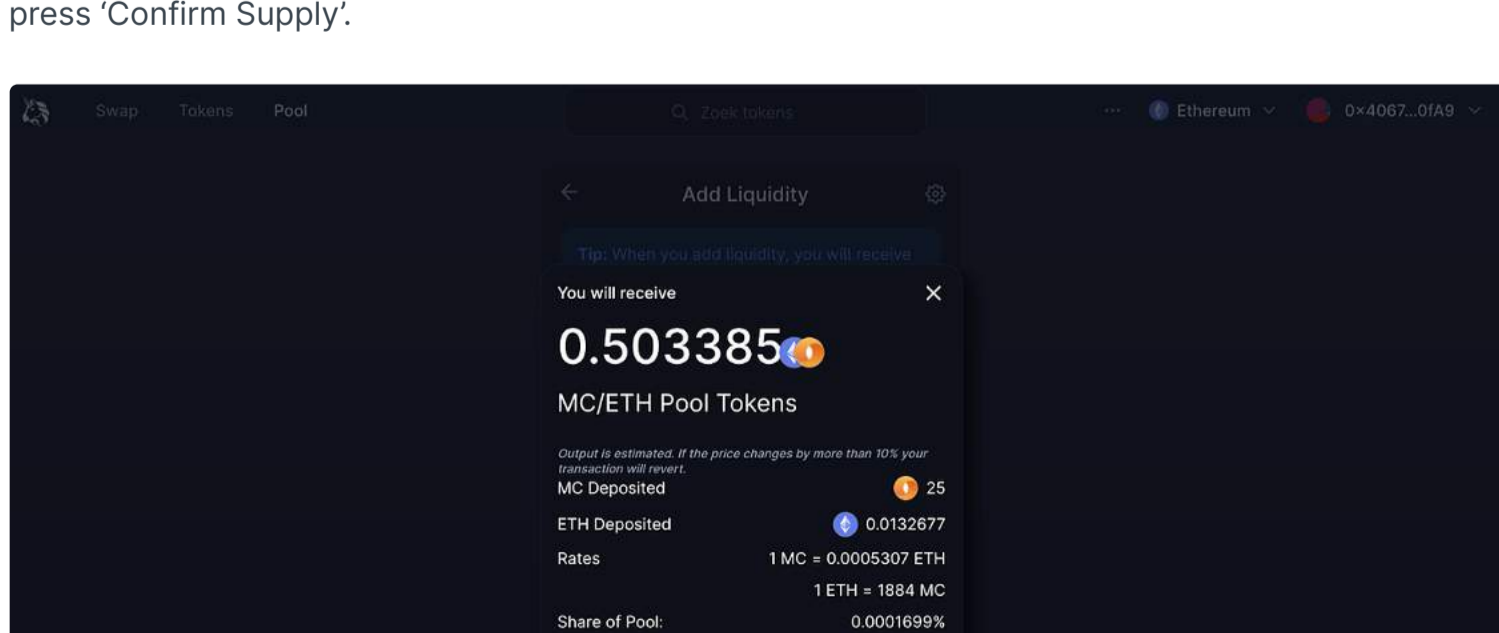 press ‘Confirm Supply’.
Swap Tokens Pool Zoek tokens ... Ethereum 0×4067...0fA9
Add Liquidity
Tip: When you add liquidity, you will receive
You will receive
0.503385
MC/ETH Pool Tokens
Output is estimated. If the price changes by more than 10% your
transaction will revert.
MC Deposited 25
ETH Deposited 0.0132677
Rates 1 MC = 0.0005307 ETH
1 ETH = 1884 MC
Share of Pool: 0.0001699%